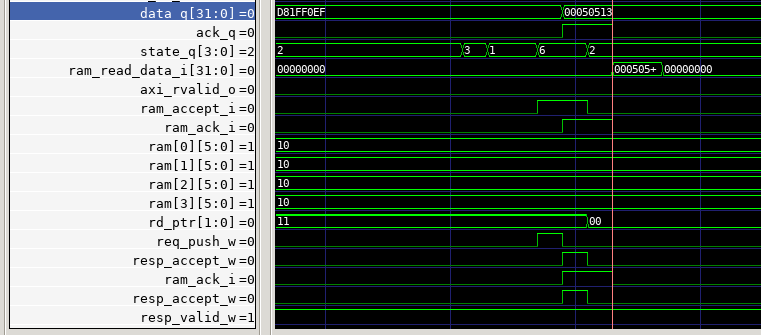 data_q[31:0]=0 D81FF0EF 00050513
ack_q=0
state_q[3:0]=2 2 3 1 6 2
ram_read_data_i[31:0]=0 00000000 000505+ 00000000
axi_rvalid_o=0
ram_accept_i=0
ram_ack_i=0
ram[0][5:0]=1 10
ram[1][5:0]=1 10
ram[2][5:0]=1 10
ram[3][5:0]=1 10
rd_ptr[1:0]=0 11 00
req_push_w=0
resp_accept_w=0
ram_ack_i=0
resp_accept_w=0
resp_valid_w=1